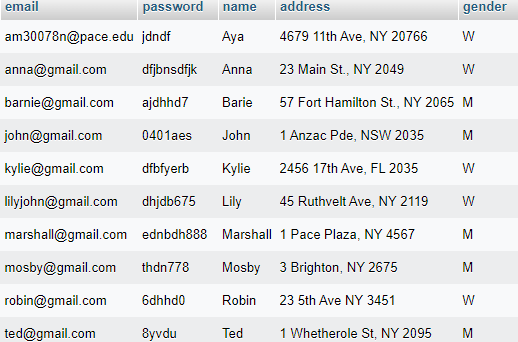 email password name address gender
am30078n@pace.edu jdndf Aya 4679 11th Ave, NY 20766 W
anna@gmail.com dfjbnsdfjk Anna 23 Main St., NY 2049 W
barnie@gmail.com ajdhhd7 Barie 57 Fort Hamilton St., NY 2065 M
john@gmail.com 0401aes John 1 Anzac Pde, NSW 2035 M
kylie@gmail.com dfbfyerb Kylie 2456 17th Ave, FL 2035 W
lilyjohn@gmail.com dhjdb675 Lily 45 Ruthvelt Ave, NY 2119 W
marshall@gmail.com ednbdh888 Marshall 1 Pace Plaza, NY 4567 M
mosby@gmail.com thdn778 Mosby 3 Brighton, NY 2675 M
robin@gmail.com 6dhhd0 Robin 23 5th Ave NY 3451 W
ted@gmail.com 8yvdu Ted 1 Whetherole St, NY 2095 M